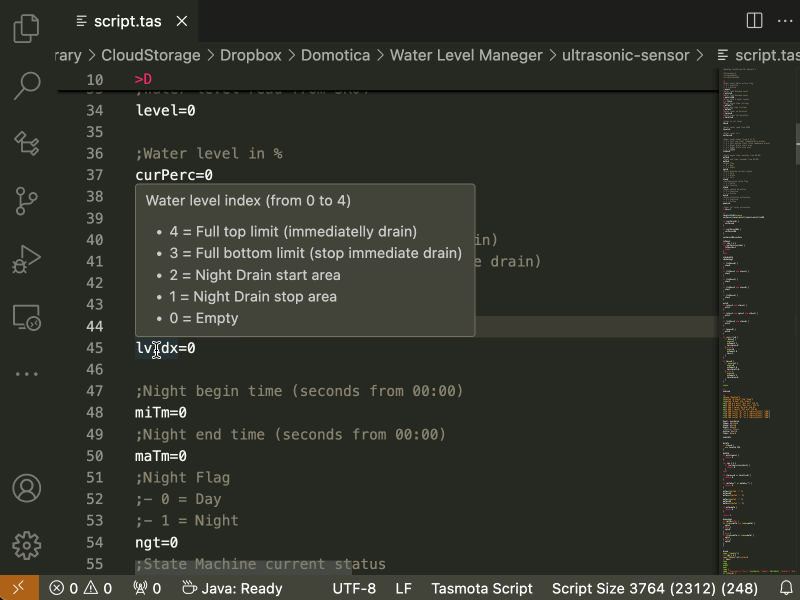 script.tas
rary > CloudStorage > Dropbox > Domotica > Water Level Maneger > ultrasonic-sensor > script.tas
10 >D
34 level=0
35
36 ;Water level in %
37 curPerc=0
38
39
40 in)
41 e drain)
42
43
44
Water level index (from 0 to 4)
• 4 = Full top limit (immediatelly drain)
• 3 = Full bottom limit (stop immediate drain)
• 2 = Night Drain start area
• 1 = Night Drain stop area
• 0 = Empty
45 lvIdx=0
46
47 ;Night begin time (seconds from 00:00)
48 miTm=0
49 ;Night end time (seconds from 00:00)
50 maTm=0
51 ;Night Flag
52 ;- 0 = Day
53 ;- 1 = Night
54 ngt=0
55 ;State Machine current status
0 0 0 Java: Ready UTF-8 LF Tasmota Script Script Size 3764 (2312) (248)